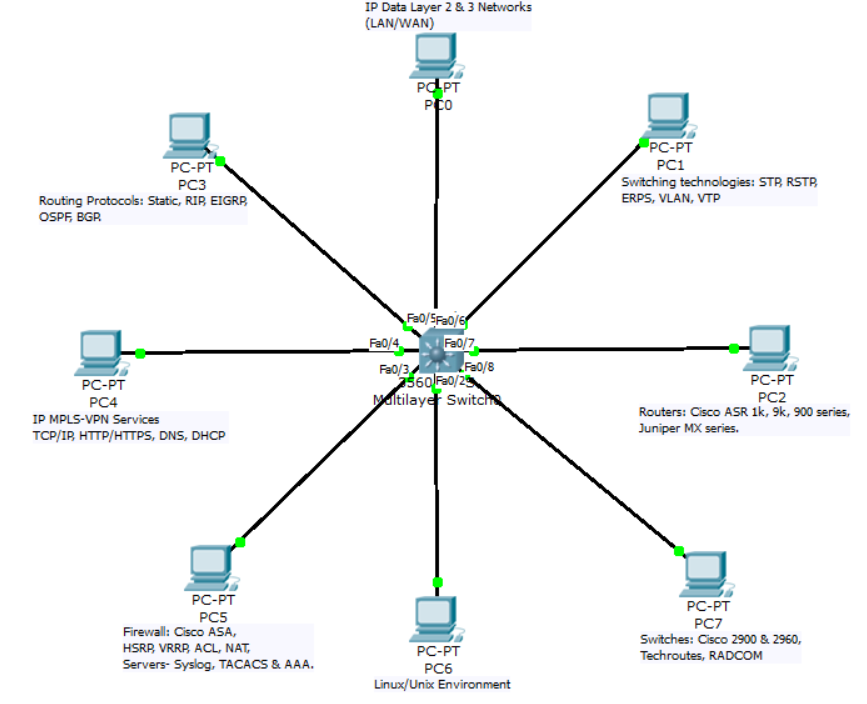 IP Data Layer 2 & 3 Networks
(LAN/WAN)
PC-PT
PC0
PC-PT
PC1
Switching technologies: STP, RSTP,
ERPS, VLAN, VTP
PC-PT
PC3
Routing Protocols: Static, RIP, EIGRP,
OSPF, BGP.
Fa0/5
Fa0/6
Fa0/4
Fa0/7
Fa0/3
Fa0/8
Fa0/2
3560
Multilayer Switch0
PC-PT
PC4
IP MPLS-VPN Services
TCP/IP, HTTP/HTTPS, DNS, DHCP
PC-PT
PC2
Routers: Cisco ASR 1k, 9k, 900 series,
Juniper MX series.
PC-PT
PC5
Firewall: Cisco ASA,
HSRP, VRRP, ACL, NAT,
Servers- Syslog, TACACS & AAA.
PC-PT
PC6
Linux/Unix Environment
PC-PT
PC7
Switches: Cisco 2900 & 2960,
Techroutes, RADCOM